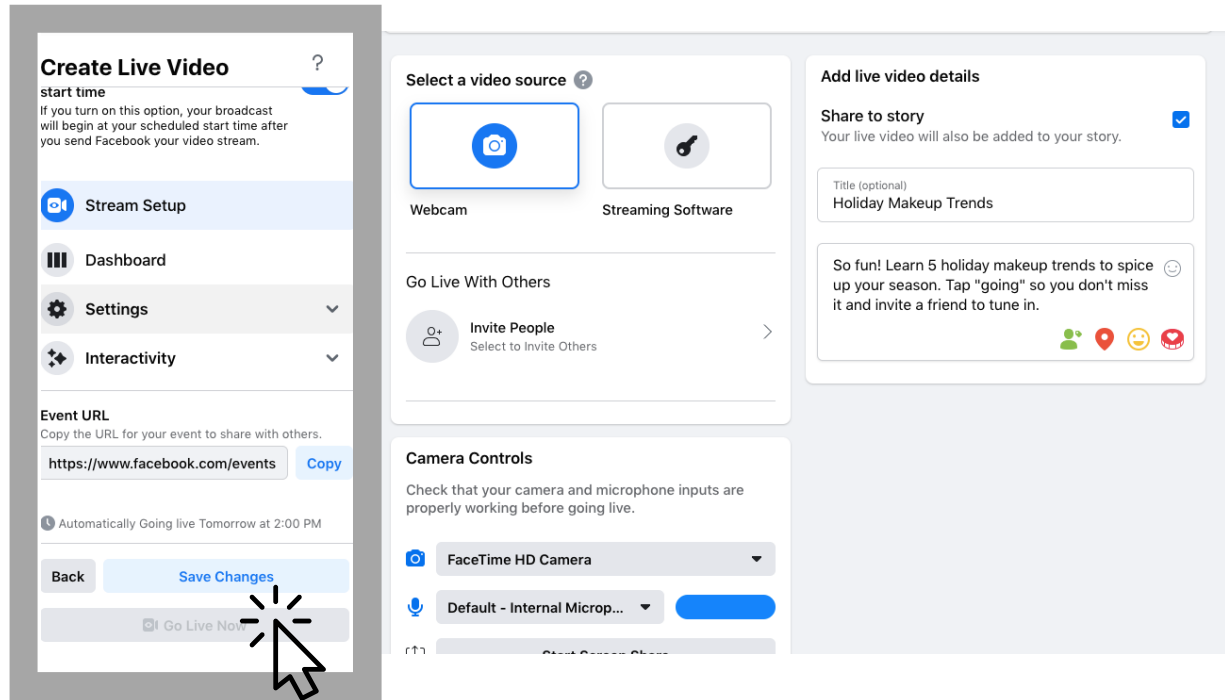 Create Live Video
?
start time
If you turn on this option, your broadcast
will begin at your scheduled start time after
you send Facebook your video stream.
Stream Setup
Dashboard
Settings
Interactivity
Event URL
Copy the URL for your event to share with others.
https://www.facebook.com/events
Copy
Automatically Going live Tomorrow at 2:00 PM
Back
Save Changes
Go Live Now
Select a video source ?
Webcam
Streaming Software
Go Live With Others
Invite People
Select to Invite Others
Camera Controls
Check that your camera and microphone inputs are
properly working before going live.
FaceTime HD Camera
Default - Internal Microp...
Start Screen Share
Add live video details
Share to story
Your live video will also be added to your story.
Title (optional)
Holiday Makeup Trends
So fun! Learn 5 holiday makeup trends to spice
up your season. Tap "going" so you don't miss
it and invite a friend to tune in.